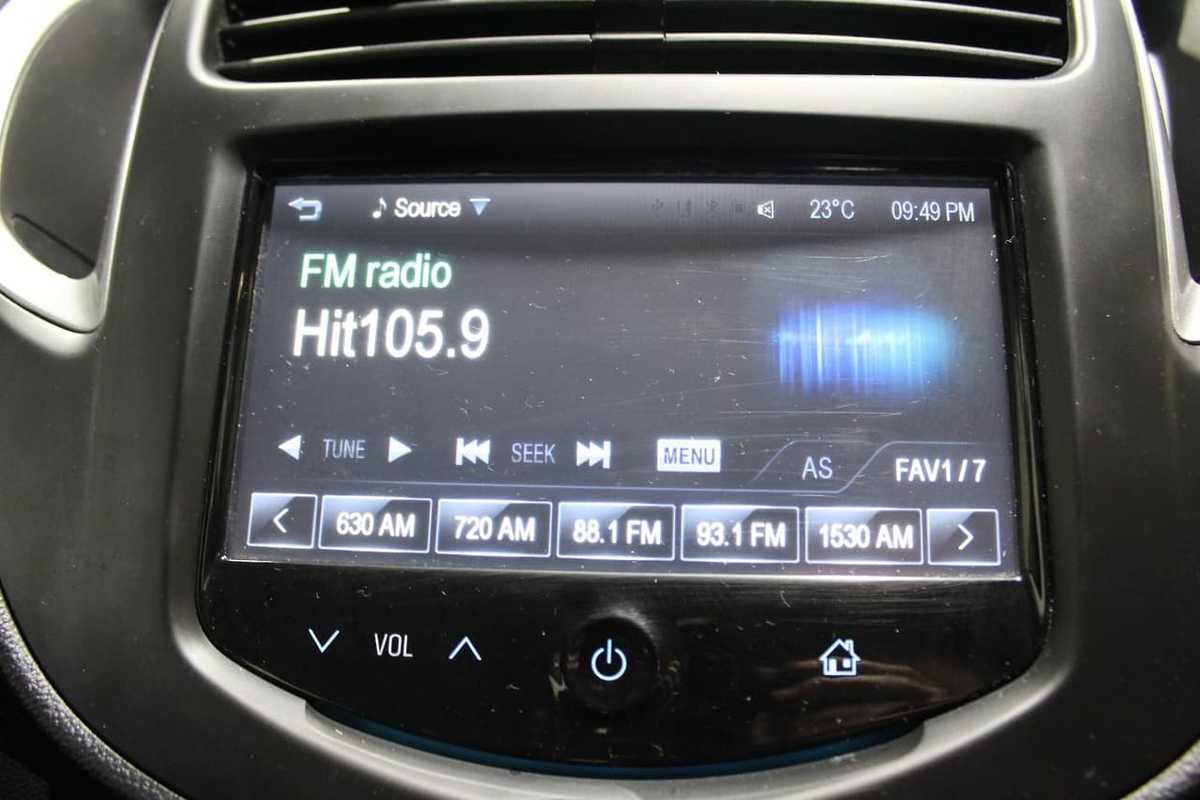 Source 23°C 09:49 PM
FM radio
Hit105.9
TUNE SEEK MENU AS FAV1/7
630 AM 720 AM 88.1 FM 93.1 FM 1530 AM
VOL